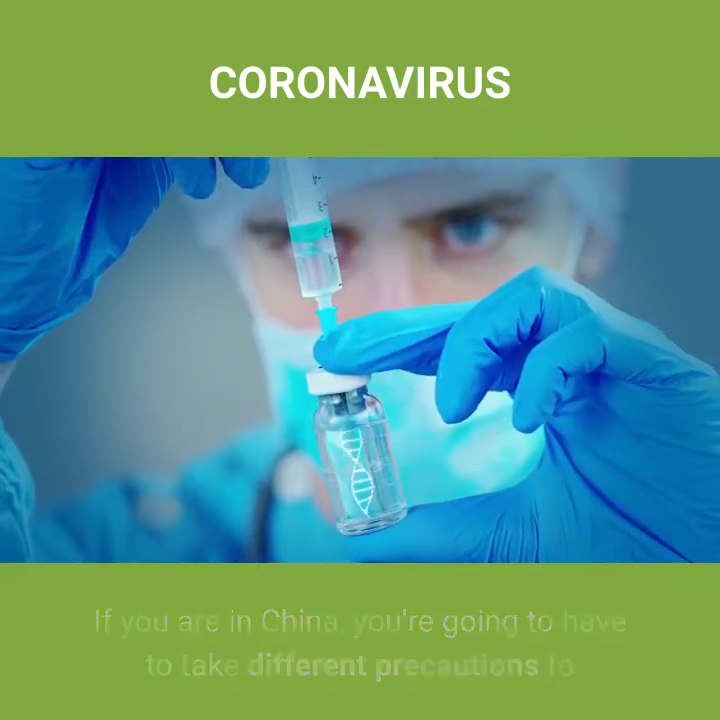 CORONAVIRUS
If you are in China, you're going to have
to take different precautions to